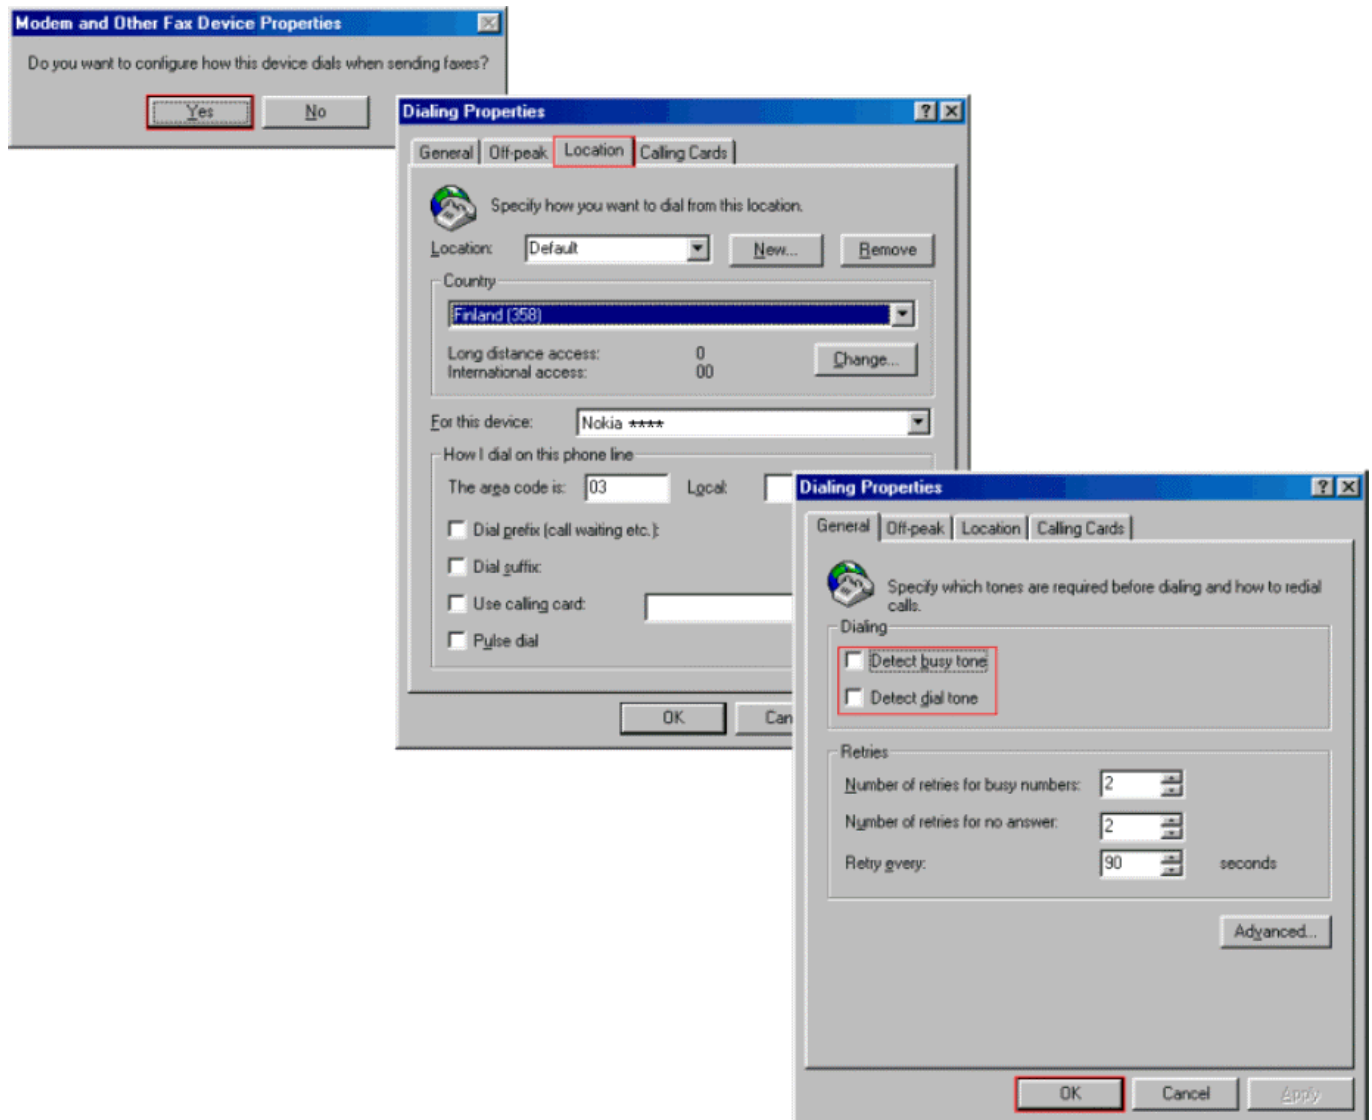 Modem and Other Fax Device Properties
Do you want to configure how this device dials when sending faxes?
Yes No
Dialing Properties
General Off-peak Location Calling Cards
Specify how you want to dial from this location.
Location: Default New... Remove
Country
Finland (358)
Long distance access: 0
International access: 00
Change...
For this device: Nokia ****
How I dial on this phone line
The area code is: 03 Local:
Dial prefix (call waiting etc.):
Dial suffix:
Use calling card:
Pulse dial
OK Can
Dialing Properties
General Off-peak Location Calling Cards
Specify which tones are required before dialing and how to redial
calls.
Dialing
Detect busy tone
Detect dial tone
Retries
Number of retries for busy numbers: 2
Number of retries for no answer: 2
Retry every: 90 seconds
Advanced...
OK Cancel Apply